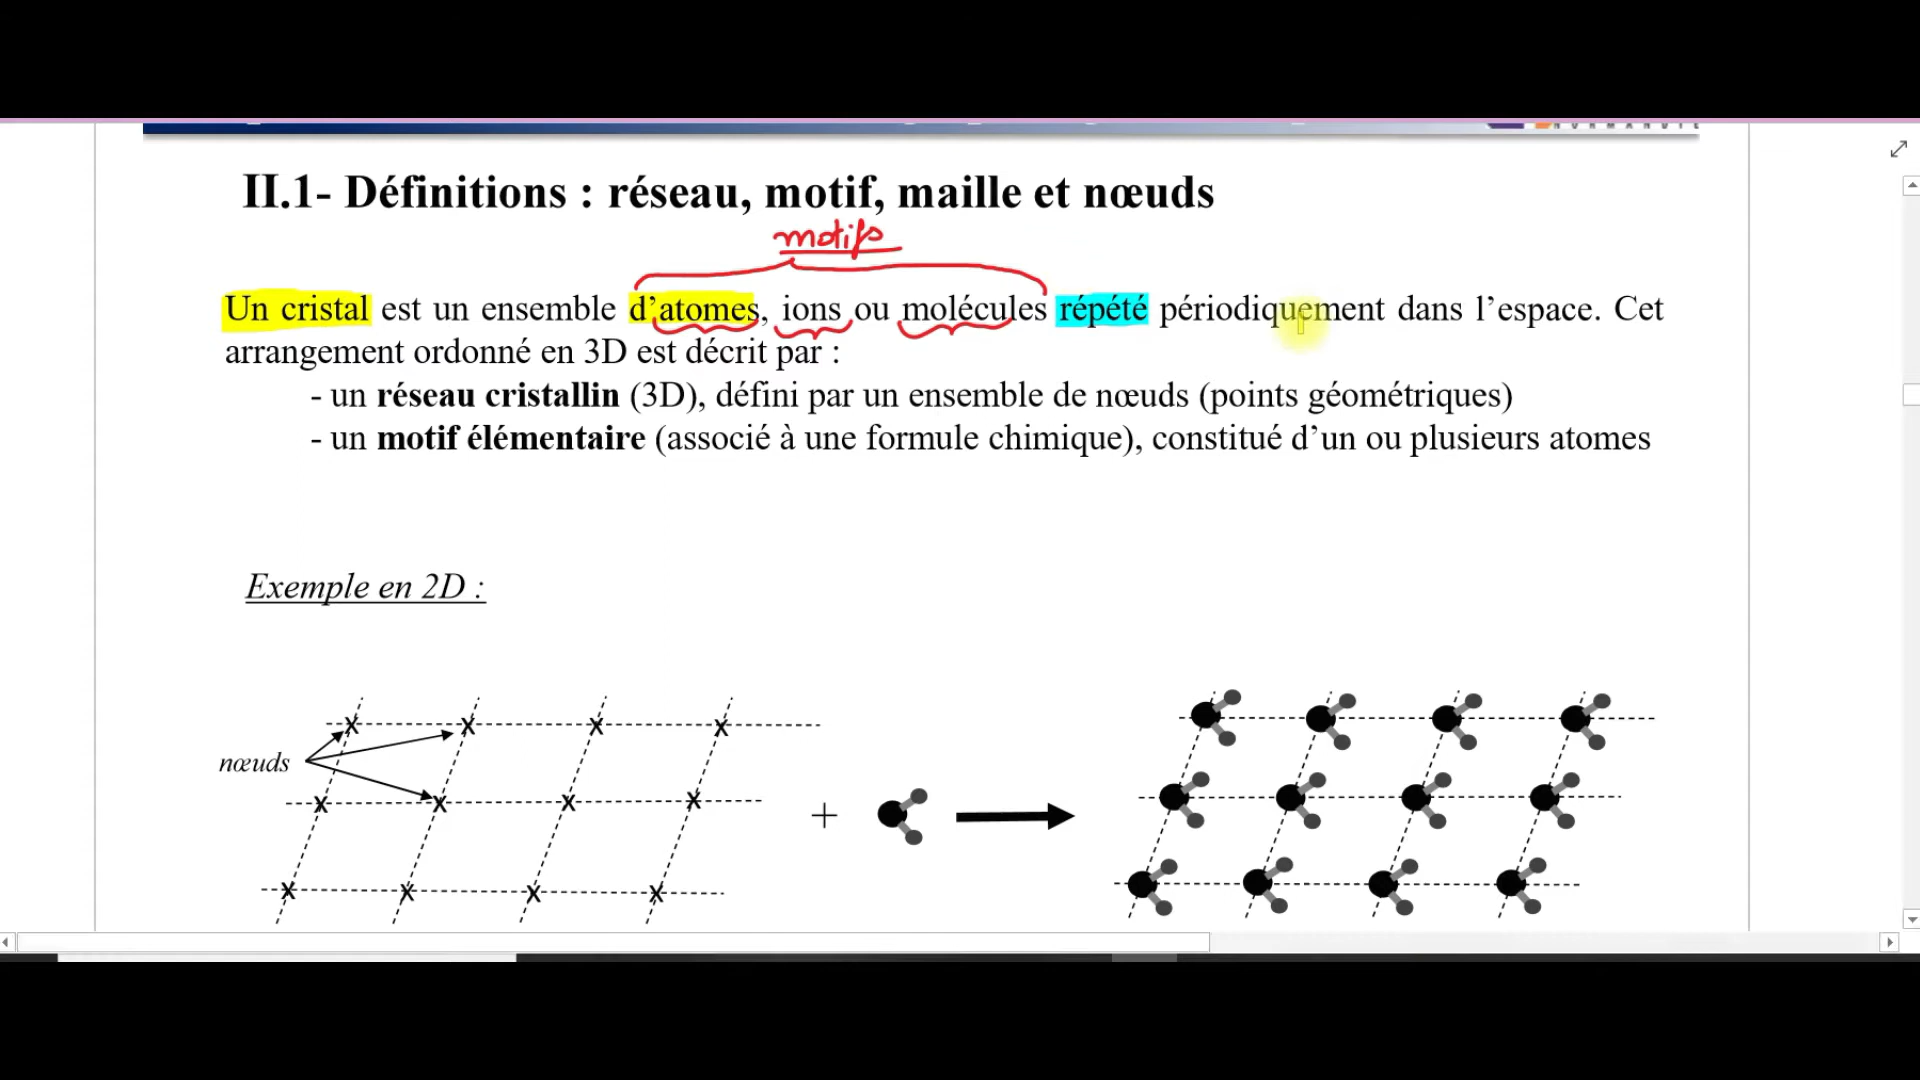 II.1- Définitions : réseau, motif, maille et nœuds
motifs
Un cristal est un ensemble d’atomes, ions ou molécules répété périodiquement dans l’espace. Cet
arrangement ordonné en 3D est décrit par :
- un réseau cristallin (3D), défini par un ensemble de nœuds (points géométriques)
- un motif élémentaire (associé à une formule chimique), constitué d’un ou plusieurs atomes
Exemple en 2D :
nœuds
+